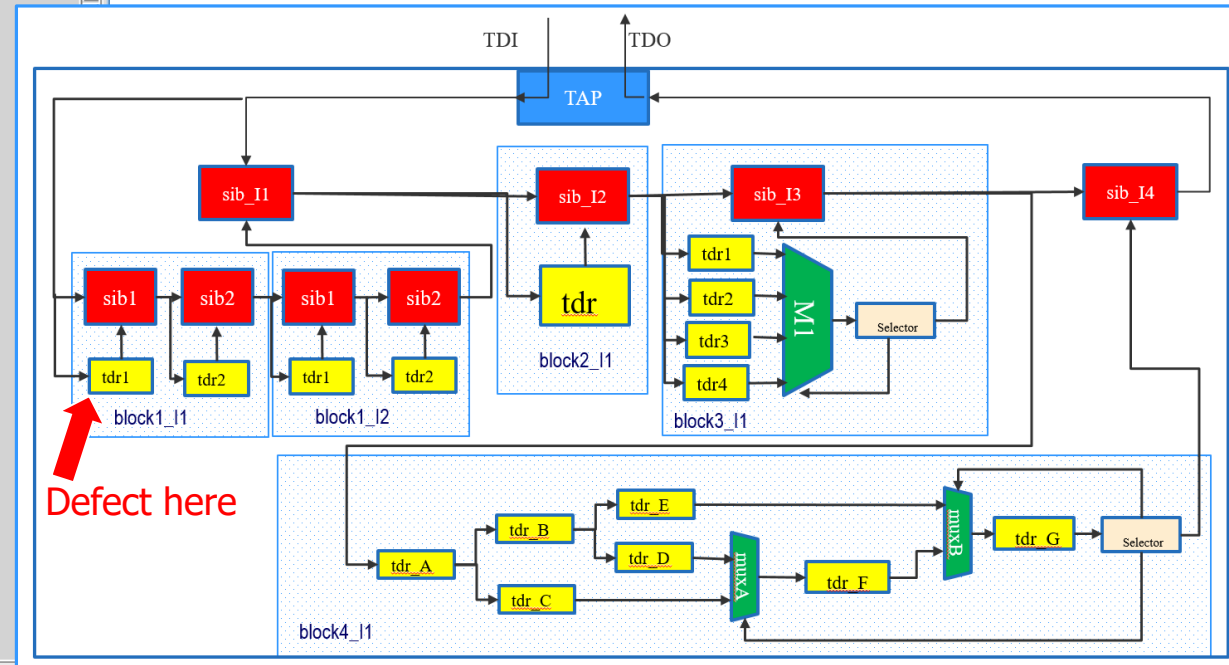 TDI
TDO
TAP
sib_I1
sib_I2
sib_I3
sib_I4
tdr1
tdr2
tdr3
tdr4
M1
Selector
sib1
sib2
sib1
sib2
tdr
tdr1
tdr2
tdr1
tdr2
block1_I1
block1_I2
block2_I1
block3_I1
Defect here
tdr_A
tdr_B
tdr_C
tdr_E
tdr_D
muxA
tdr_F
muxB
tdr_G
Selector
block4_I1